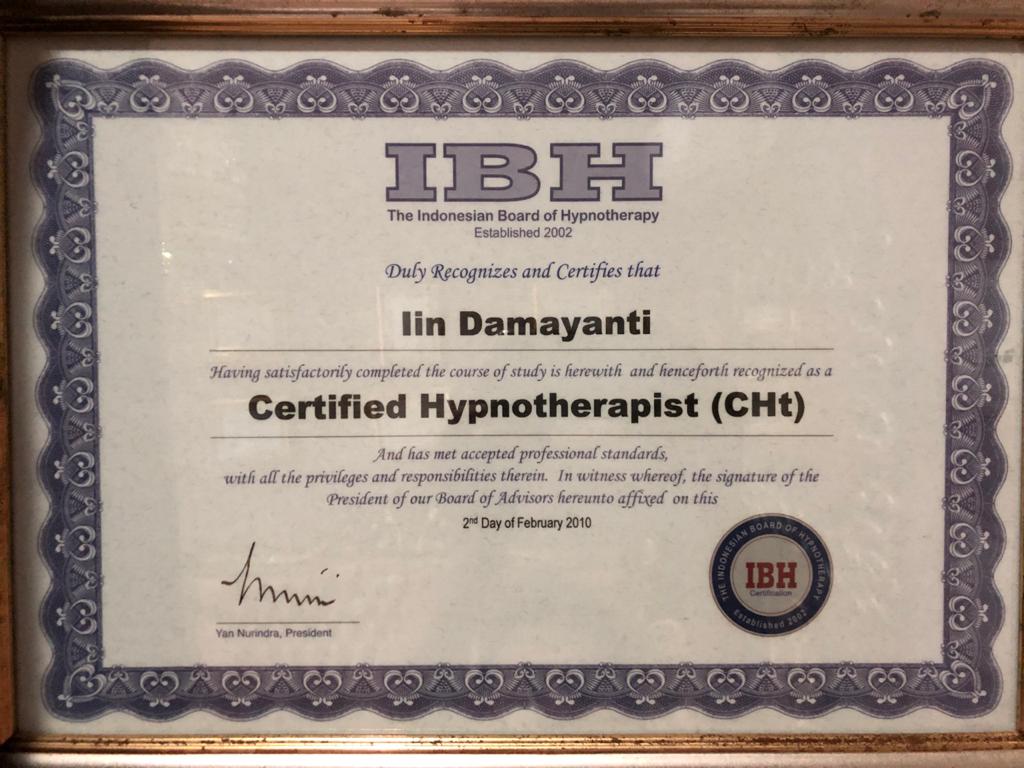 IBH
The Indonesian Board of Hypnotherapy
Established 2002
Duly Recognizes and Certifies that
Iin Damayanti
Having satisfactorily completed the course of study is herewith and henceforth recognized as a
Certified Hypnotherapist (CHt)
And has met accepted professional standards,
with all the privileges and responsibilities therein. In witness whereof, the signature of the
President of our Board of Advisors hereunto affixed on this
2nd Day of February 2010
Yan Nurindra, President
THE INDONESIAN BOARD OF HYPNOTHERAPY
IBH
Certification
Established 2002